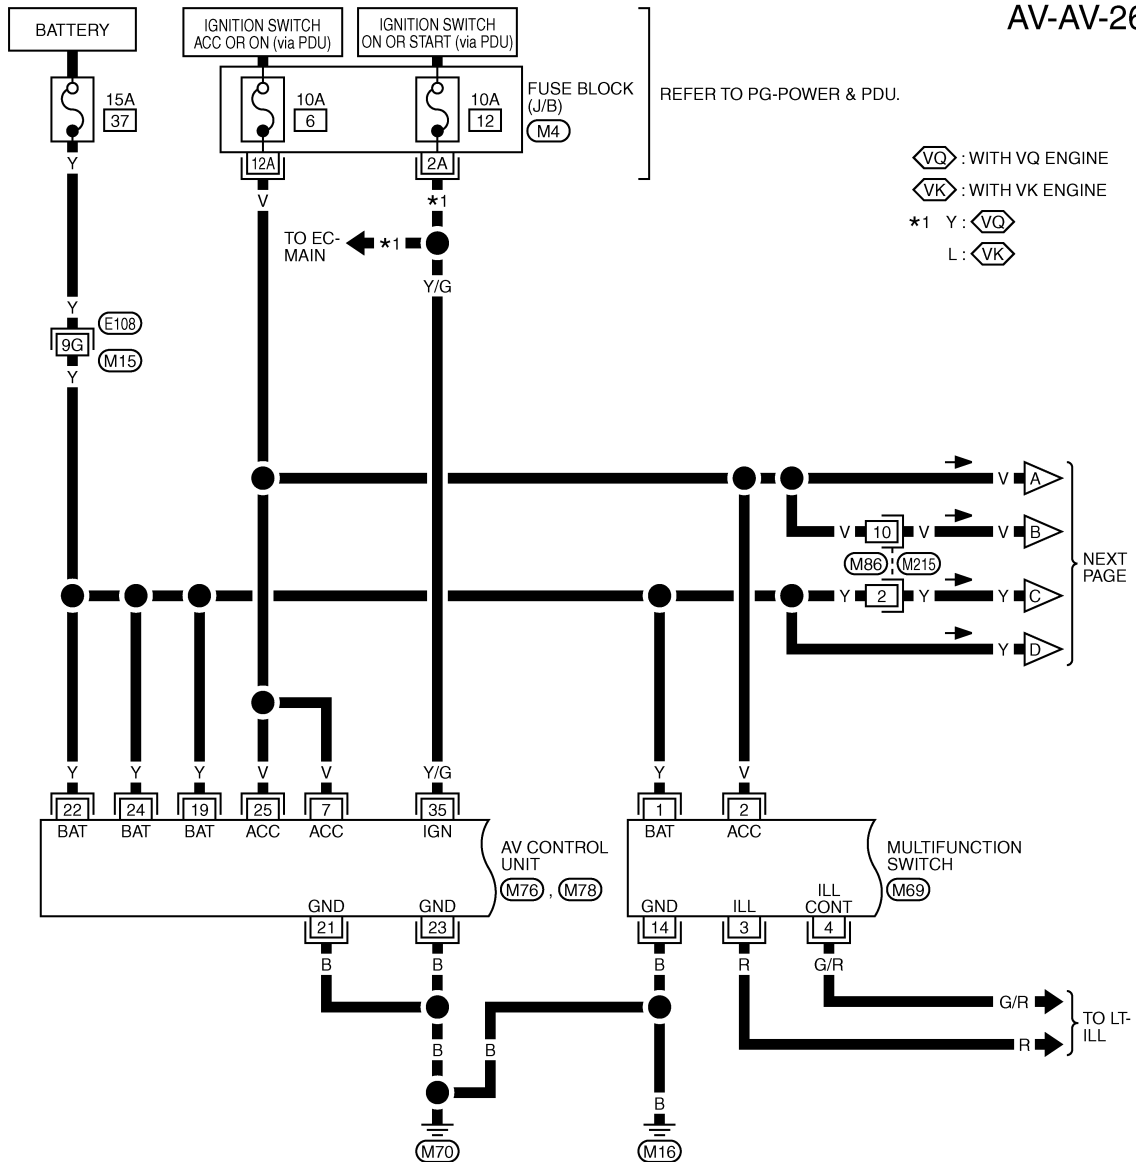 AV-AV-26
BATTERY
IGNITION SWITCH
ACC OR ON (via PDU)
IGNITION SWITCH
ON OR START (via PDU)
15A
37
10A
6
10A
12
FUSE BLOCK
(J/B)
M4
REFER TO PG-POWER & PDU.
12A
2A
Y
V
*1
VQ : WITH VQ ENGINE
VK : WITH VK ENGINE
*1 Y : VQ
L : VK
TO EC-
MAIN
*1
Y/G
Y
E108
9G
M15
Y
V A
V 10 V V B
M86 M215
NEXT
PAGE
Y 2 Y Y C
Y D
Y Y Y V V Y/G Y V
22 24 19 25 7 35 1 2
BAT BAT BAT ACC ACC IGN BAT ACC
AV CONTROL
UNIT
M76 , M78
MULTIFUNCTION
SWITCH
M69
GND GND GND ILL ILL
CONT
21 23 14 3 4
B B B R G/R
G/R
R
TO LT-
ILL
B B
B
M70 M16